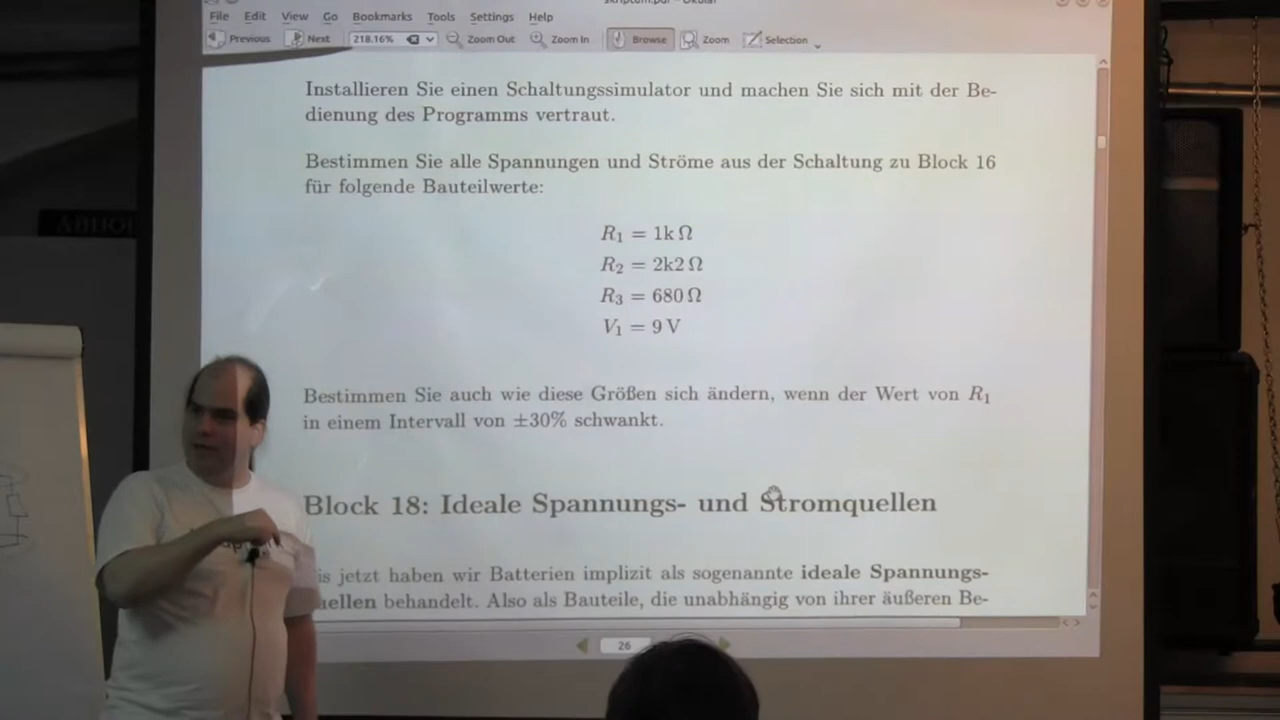 File Edit View Go Bookmarks Tools Settings Help
Previous Next 218.16% Zoom Out Zoom In Browse Zoom Selection
Installieren Sie einen Schaltungssimulator und machen Sie sich mit der Be-
dienung des Programms vertraut.
Bestimmen Sie alle Spannungen und Ströme aus der Schaltung zu Block 16
für folgende Bauteilwerte:
R₁ = 1k Ω
R₂ = 2k2 Ω
R₃ = 680 Ω
V₁ = 9 V
Bestimmen Sie auch wie diese Größen sich ändern, wenn der Wert von R₁
in einem Intervall von ±30% schwankt.
Block 18: Ideale Spannungs- und Stromquellen
is jetzt haben wir Batterien implizit als sogenannte ideale Spannungs-
uellen behandelt. Also als Bauteile, die unabhängig von ihrer äußeren Be-
26